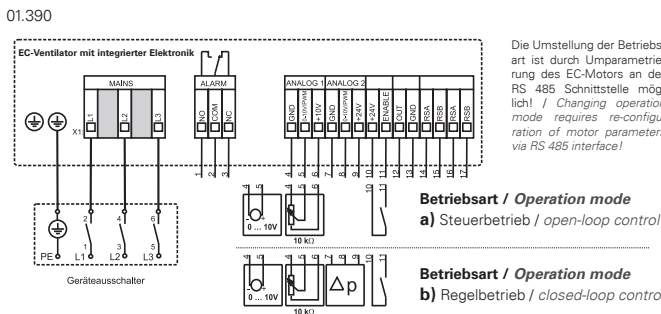 01.390
EC-Ventilator mit integrierter Elektronik
MAINS
ALARM
ANALOG 1 ANALOG 2
X1:
L1
L2
L3
NO
COM
NC
GND
0-10V/PWM
+10V
GND
0-10V/PWM
+24V
+24V
ENABLE
OUT
GND
RSA
RSB
RSA
RSB
1
2
3
4
5
6
7
8
9
10
11
12
13
14
15
16
17
Die Umstellung der Betriebs
art ist durch Umparametrie
rung des EC-Motors an de
RS 485 Schnittstelle mög
lich! / Changing operation
mode requires re-configu
ration of motor parameters
via RS 485 interface!
2
4
6
1
3
5
PE
L1
L2
L3
Geräteausschalter
4
5
4
5
6
10
11
- +
0 ... 10V
10 kΩ
Betriebsart / Operation mode
a) Steuerbetrieb / open-loop control
4
5
4
5
6
7
8
9
10
11
- +
0 ... 10V
10 kΩ
Δp
Betriebsart / Operation mode
b) Regelbetrieb / closed-loop contro